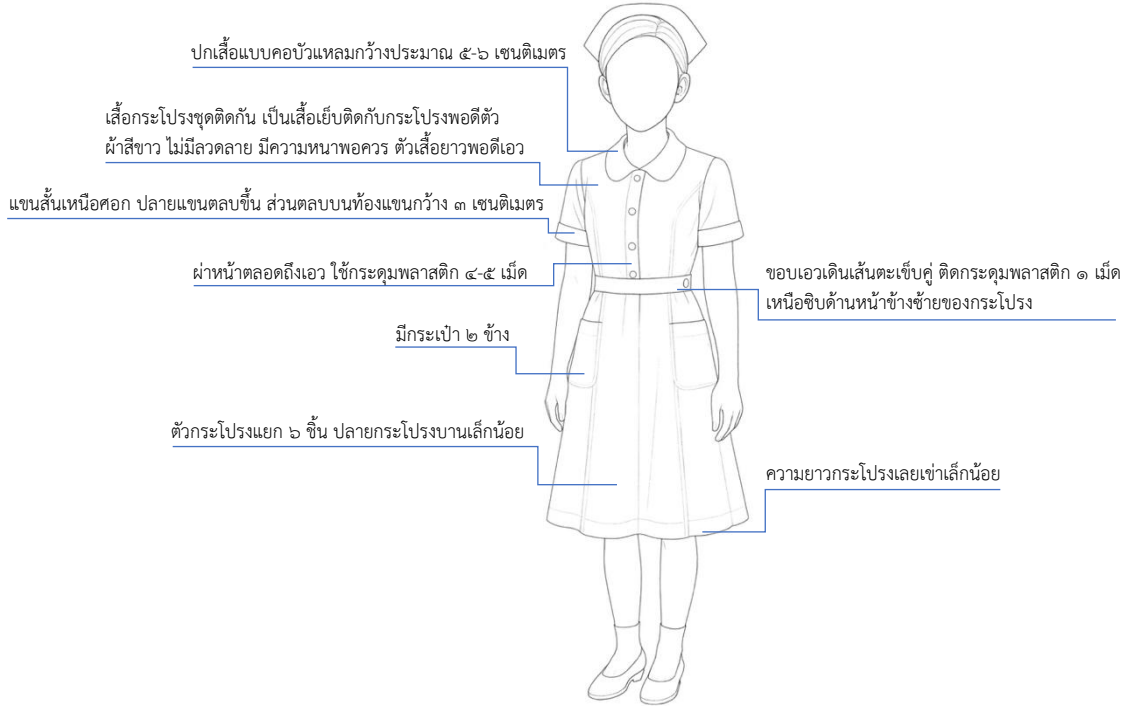 ปกเสื้อแบบคอบัวแหลมกว้างประมาณ ๕-๖ เซนติเมตร
เสื้อกระโปรงชุดติดกัน เป็นเสื้อเย็บติดกับกระโปรงพอดีตัว
ผ้าสีขาว ไม่มีลวดลาย มีความหนาพอควร ตัวเสื้อยาวพอดีเอว
แขนสั้นเหนือศอก ปลายแขนตลบขึ้น ส่วนตลบบนท้องแขนกว้าง ๓ เซนติเมตร
ผ่าหน้าตลอดถึงเอว ใช้กระดุมพลาสติก ๔-๕ เม็ด
ขอบเอวเดินเส้นตะเข็บคู่ ติดกระดุมพลาสติก ๑ เม็ด
เหนือซิบด้านหน้าข้างซ้ายของกระโปรง
มีกระเป๋า ๒ ข้าง
ตัวกระโปรงแยก ๖ ชิ้น ปลายกระโปรงบานเล็กน้อย
ความยาวกระโปรงเลยเข่าเล็กน้อย